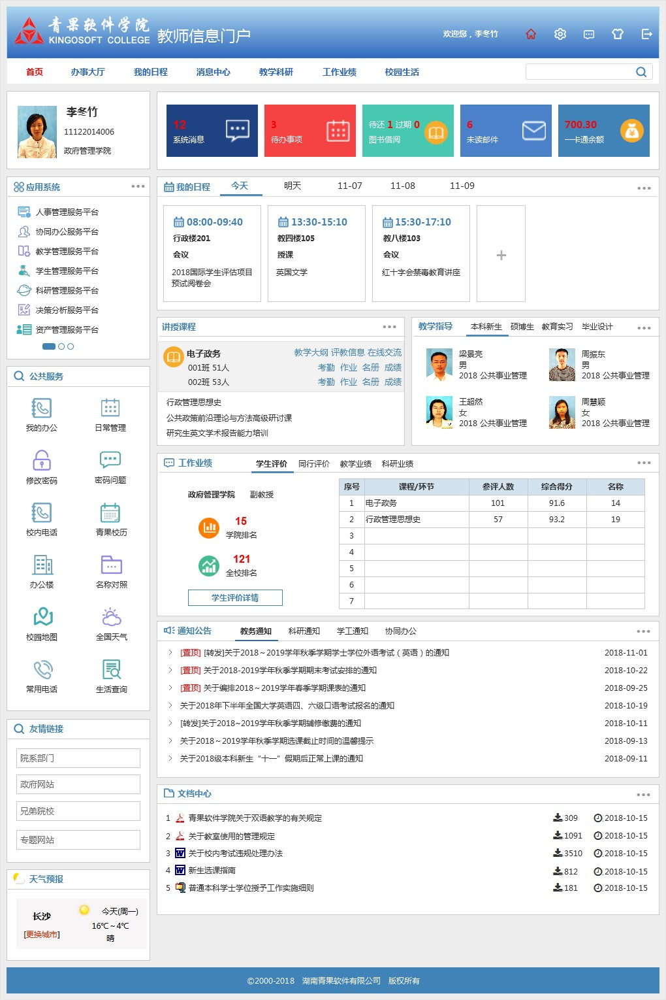 青果软件学院
KINGOSOFT COLLEGE
教师信息门户
欢迎您，李冬竹
首页 办事大厅 我的日程 消息中心 教学科研 工作业绩 校园生活
李冬竹
11122014006
政府管理学院
12
系统消息
3
待办事项
待还 1 过期 0
图书借阅
6
未读邮件
700.30
一卡通余额
应用系统
人事管理服务平台
协同办公服务平台
教学管理服务平台
学生管理服务平台
科研管理服务平台
决策分析服务平台
资产管理服务平台
我的日程 今天 明天 11-07 11-08 11-09
08:00-09:40
行政楼201
会议
2018国际学生评估项目
预试阅卷会
13:30-15:10
教四楼105
授课
英国文学
15:30-17:10
教八楼103
会议
红十字会禁毒教育讲座
+
讲授课程
电子政务 教学大纲 评教信息 在线交流
001班 51人 考勤 作业 名册 成绩
002班 53人 考勤 作业 名册 成绩
行政管理思想史
公共政策前沿理论与方法高级研讨课
研究生英文学术报告能力培训
教学指导 本科新生 硕博生 教育实习 毕业设计
梁景亮
男
2018 公共事业管理
周振东
男
2018 公共事业管理
王超然
女
2018 公共事业管理
周慧颖
女
2018 公共事业管理
公共服务
我的办公 日常管理
修改密码 密码问题
校内电话 青果校历
办公楼 名称对照
校园地图 全国天气
常用电话 生活查询
工作业绩 学生评价 同行评价 教学业绩 科研业绩
政府管理学院 副教授
15
学院排名
121
全校排名
学生评价详情
序号 课程/环节 参评人数 综合得分 名称
1 电子政务 101 91.6 14
2 行政管理思想史 57 93.2 19
3
4
5
6
7
通知公告 教务通知 科研通知 学工通知 协同办公
[置顶] [转发]关于2018～2019学年秋季学期学士学位外语考试（英语）的通知 2018-11-01
[置顶] 关于2018-2019学年秋季学期期末考试安排的通知 2018-10-22
[置顶] 关于编排2018～2019学年春季学期课表的通知 2018-09-25
关于2018年下半年全国大学英语四、六级口语考试报名的通知 2018-10-19
[转发]关于2018~2019学年秋季学期辅修缴费的通知 2018-10-11
关于2018～2019学年秋季学期选课截止时间的温馨提示 2018-09-13
关于2018级本科新生“十一”假期后正常上课的通知 2018-09-11
友情链接
院系部门
政府网站
兄弟院校
专题网站
文档中心
1 青果软件学院关于双语教学的有关规定 309 2018-10-15
2 关于教室使用的管理规定 1091 2018-10-15
3 关于校内考试违规处理办法 3510 2018-10-15
4 新生选课指南 812 2018-10-15
5 普通本科学士学位授予工作实施细则 181 2018-10-15
天气预报
长沙
[更换城市]
今天(周一)
16℃～4℃
晴
©2000-2018 湖南青果软件有限公司 版权所有